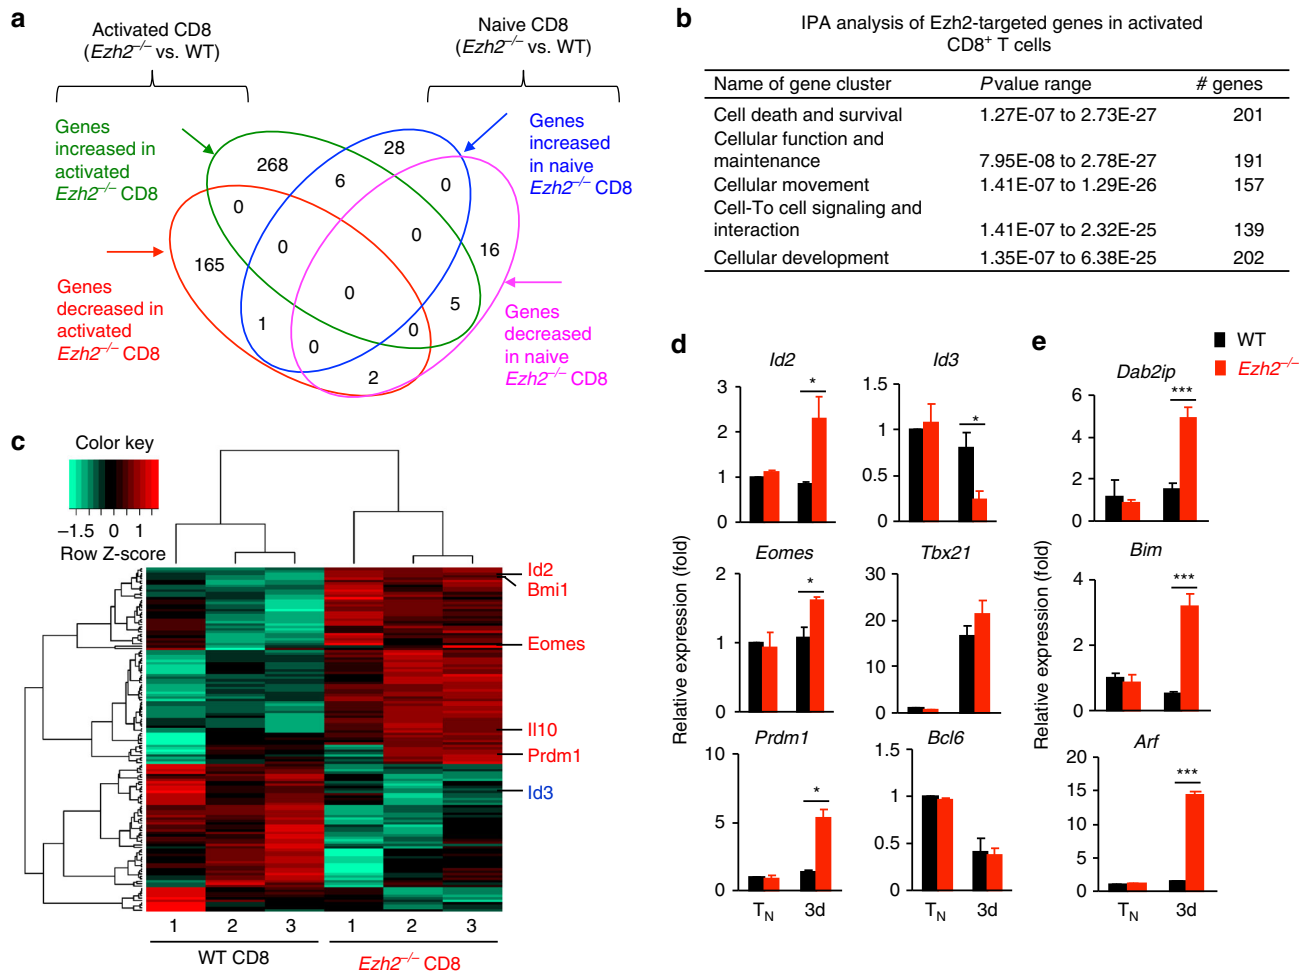 a
Activated CD8
(Ezh2–/– vs. WT)
Naive CD8
(Ezh2–/– vs. WT)
Genes
increased in
activated
Ezh2–/– CD8
Genes
increased
in naive
Ezh2–/– CD8
268
28
6
0
0
0
0
16
165
0
5
1
0
0
2
Genes
decreased in
activated
Ezh2–/– CD8
Genes
decreased
in naive
Ezh2–/– CD8
b
IPA analysis of Ezh2-targeted genes in activated
CD8+ T cells
Name of gene cluster P value range # genes
Cell death and survival 1.27E-07 to 2.73E-27 201
Cellular function and
maintenance 7.95E-08 to 2.78E-27 191
Cellular movement 1.41E-07 to 1.29E-26 157
Cell-To cell signaling and
interaction 1.41E-07 to 2.32E-25 139
Cellular development 1.35E-07 to 6.38E-25 202
c
Color key
–1.5 0 1
Row Z-score
Id2
Bmi1
Eomes
Il10
Prdm1
Id3
1 2 3 1 2 3
WT CD8 Ezh2–/– CD8
d
Relative expression (fold)
Id2
3
2
1
0
*
Id3
1.5
1
0.5
0
*
Eomes
2
1
0
*
Tbx21
30
20
10
0
Prdm1
10
5
0
*
TN 3d
Bcl6
1.5
1
0.5
0
TN 3d
e
WT
Ezh2–/–
Relative expression (fold)
Dab2ip
6
4
2
0
***
Bim
4
2
0
***
Arf
20
15
10
5
0
***
TN 3d